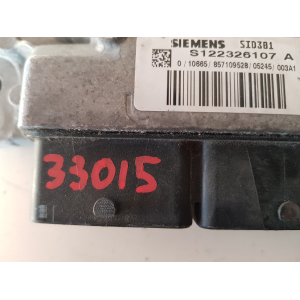 SIEMENS SID301
S122326107 A
0 / 10665 / 857109528 / 05245 / 003A1
33015